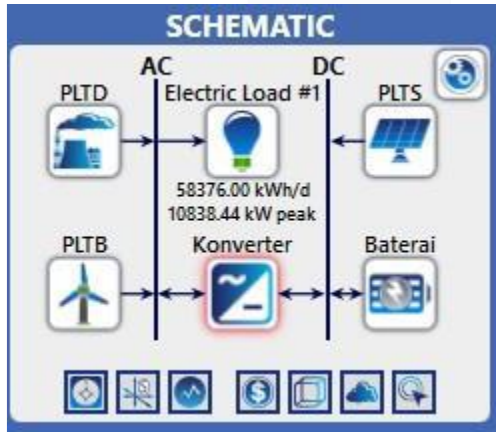 SCHEMATIC
AC DC
PLTD Electric Load #1 PLTS
58376.00 kWh/d
10838.44 kW peak
PLTB Konverter Baterai